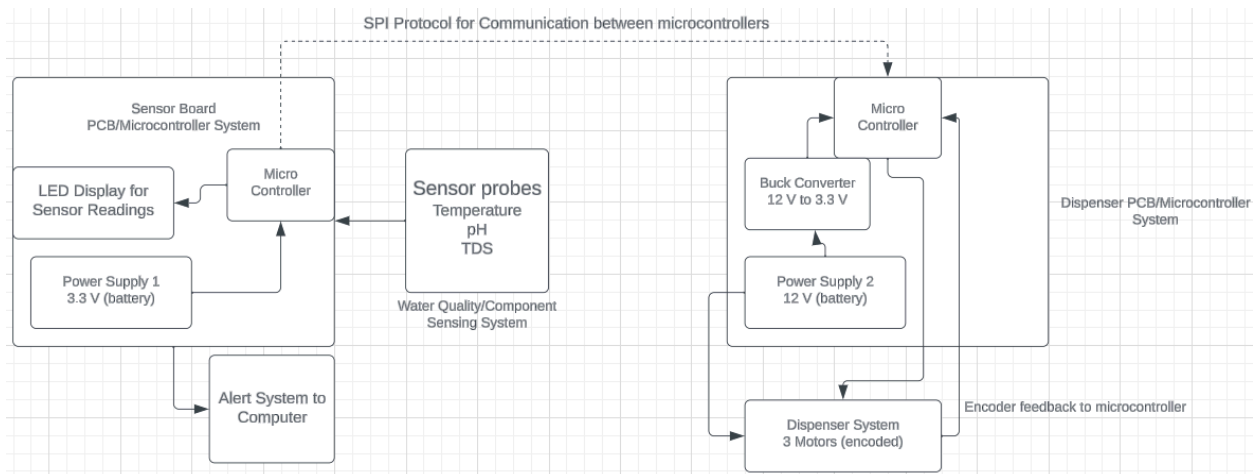 SPI Protocol for Communication between microcontrollers
Sensor Board
PCB/Microcontroller System
LED Display for
Sensor Readings
Micro
Controller
Power Supply 1
3.3 V (battery)
Alert System to
Computer
Sensor probes
Temperature
pH
TDS
Water Quality/Component
Sensing System
Micro
Controller
Buck Converter
12 V to 3.3 V
Power Supply 2
12 V (battery)
Dispenser PCB/Microcontroller
System
Encoder feedback to microcontroller
Dispenser System
3 Motors (encoded)